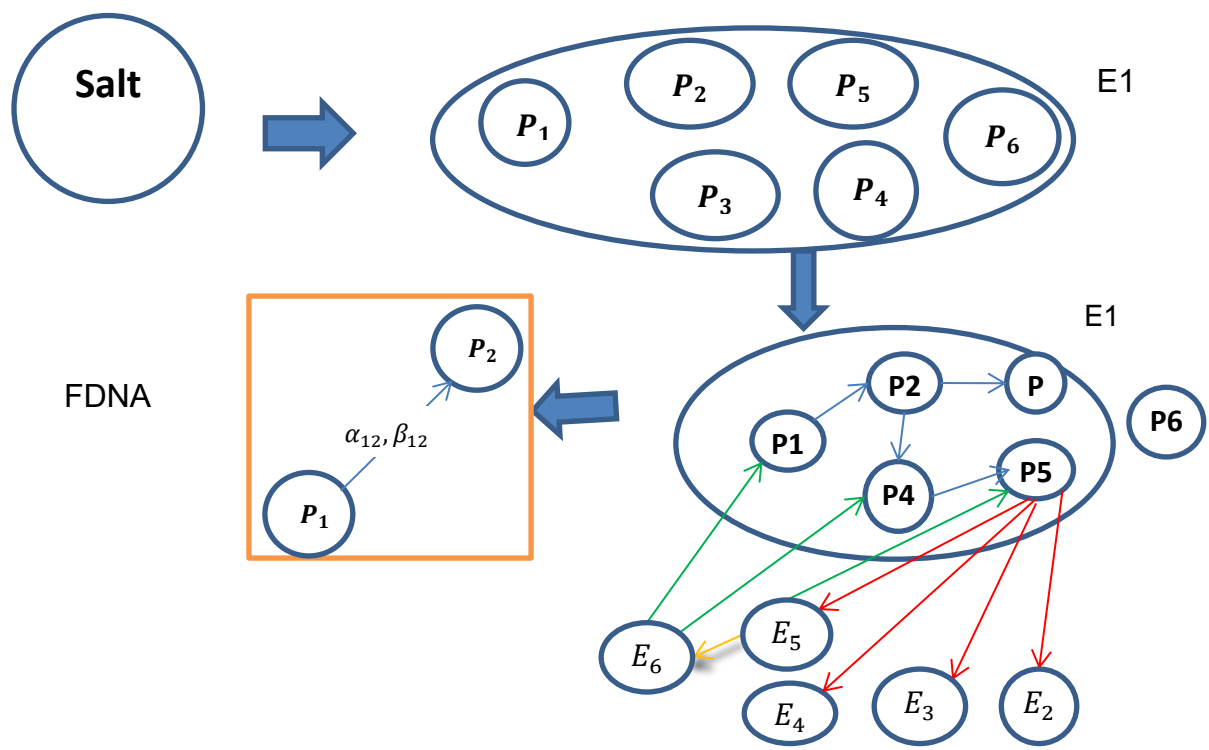 Salt
E1
P₂
P₅
P₁
P₆
P₃
P₄
E1
P₂
FDNA
P2
P
P6
α₁₂, β₁₂
P1
P5
P4
P₁
E₅
E₆
E₄
E₃
E₂